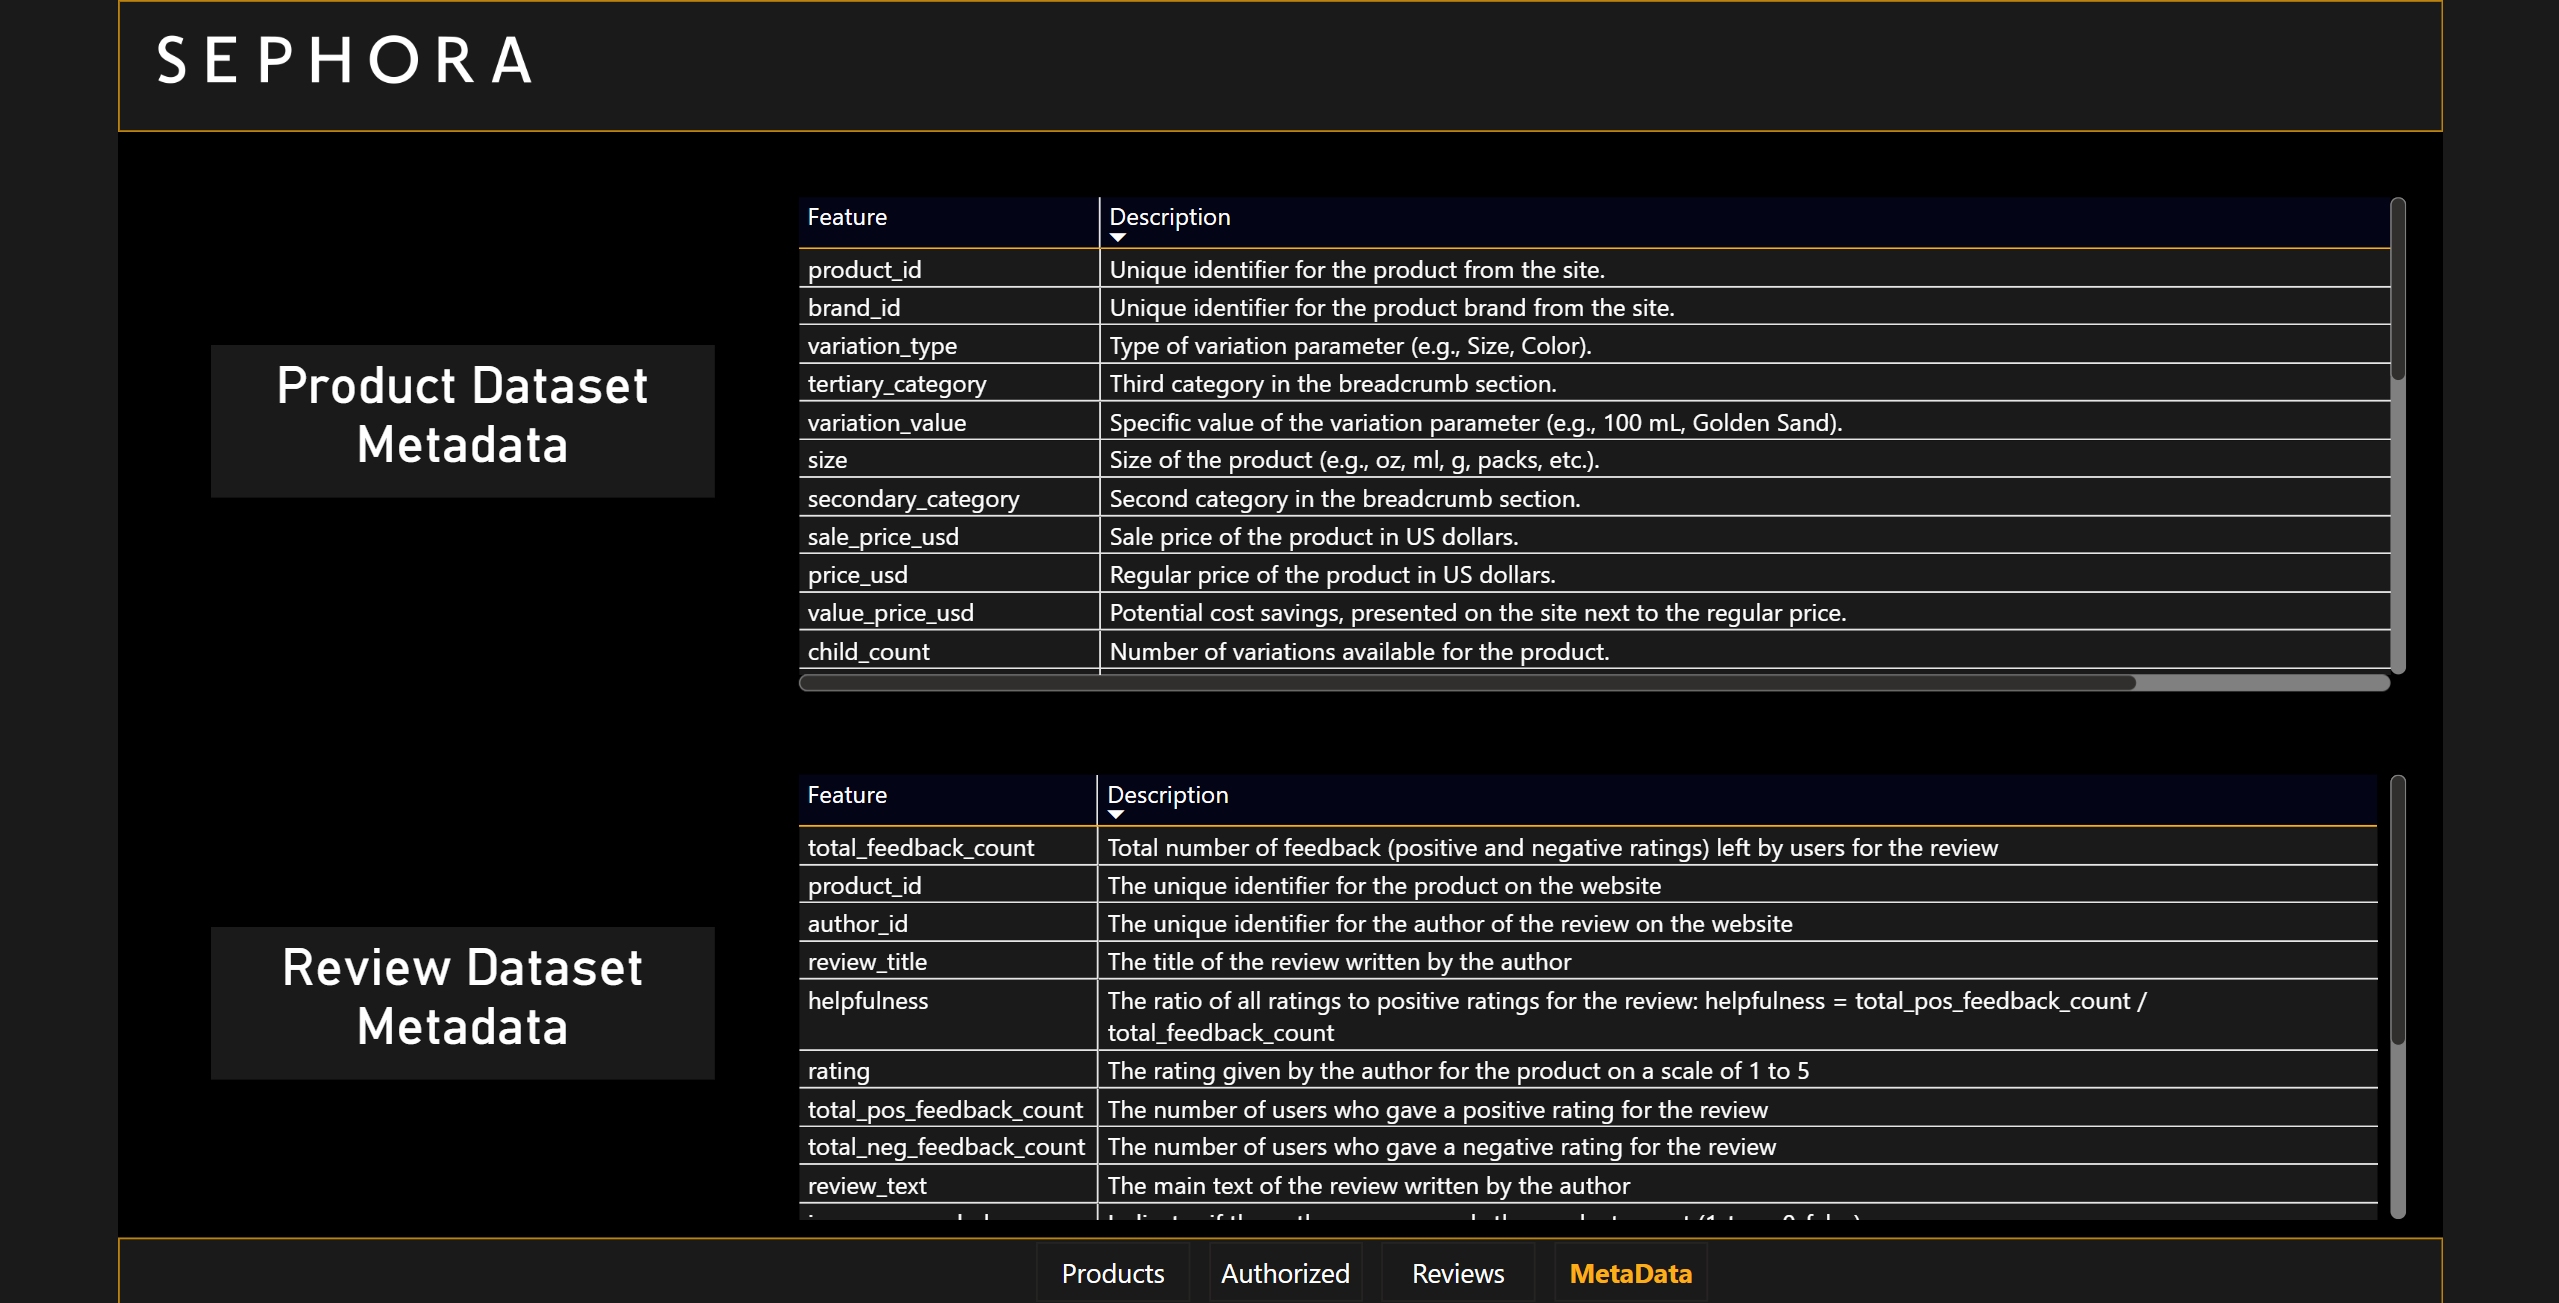 SEPHORA
Product Dataset
Metadata
Feature Description
product_id Unique identifier for the product from the site.
brand_id Unique identifier for the product brand from the site.
variation_type Type of variation parameter (e.g., Size, Color).
tertiary_category Third category in the breadcrumb section.
variation_value Specific value of the variation parameter (e.g., 100 mL, Golden Sand).
size Size of the product (e.g., oz, ml, g, packs, etc.).
secondary_category Second category in the breadcrumb section.
sale_price_usd Sale price of the product in US dollars.
price_usd Regular price of the product in US dollars.
value_price_usd Potential cost savings, presented on the site next to the regular price.
child_count Number of variations available for the product.
Review Dataset
Metadata
Feature Description
total_feedback_count Total number of feedback (positive and negative ratings) left by users for the review
product_id The unique identifier for the product on the website
author_id The unique identifier for the author of the review on the website
review_title The title of the review written by the author
helpfulness The ratio of all ratings to positive ratings for the review: helpfulness = total_pos_feedback_count /
total_feedback_count
rating The rating given by the author for the product on a scale of 1 to 5
total_pos_feedback_count The number of users who gave a positive rating for the review
total_neg_feedback_count The number of users who gave a negative rating for the review
review_text The main text of the review written by the author
Products Authorized Reviews MetaData